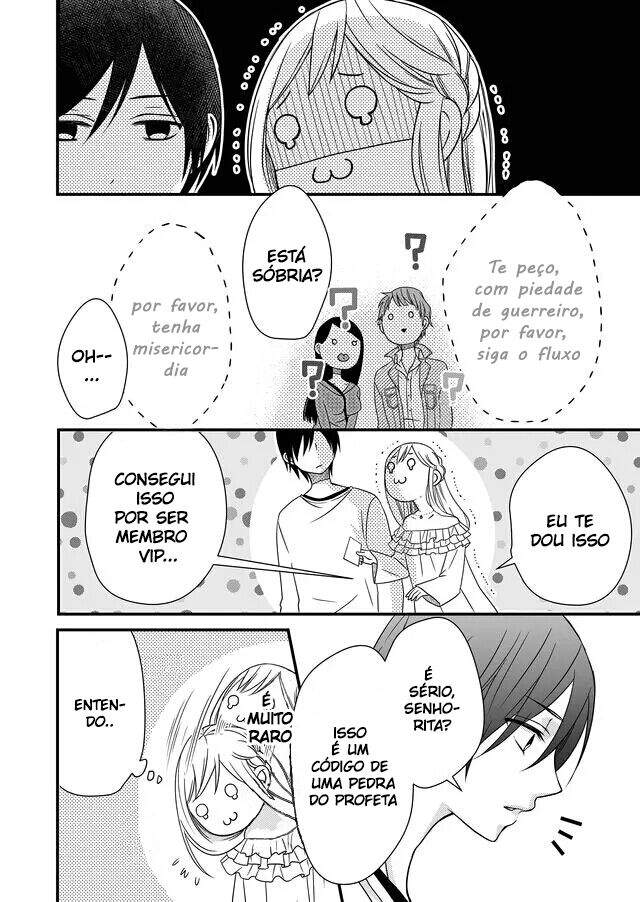 Te peço,
com piedade
de guerreiro,
por favor,
siga o fluxo
?
?
?
?
ESTÁ
SÓBRIA?
por favor,
tenha
misericor-
dia
OH--
...
EU TE
DOU ISSO
CONSEGUI
ISSO
POR SER
MEMBRO
VIP...
É
SÉRIO,
SENHO-
RITA?
ISSO
É UM
CÓDIGO DE
UMA PEDRA
DO PROFETA
É
MUITO
RARO
ENTEN-
DO..